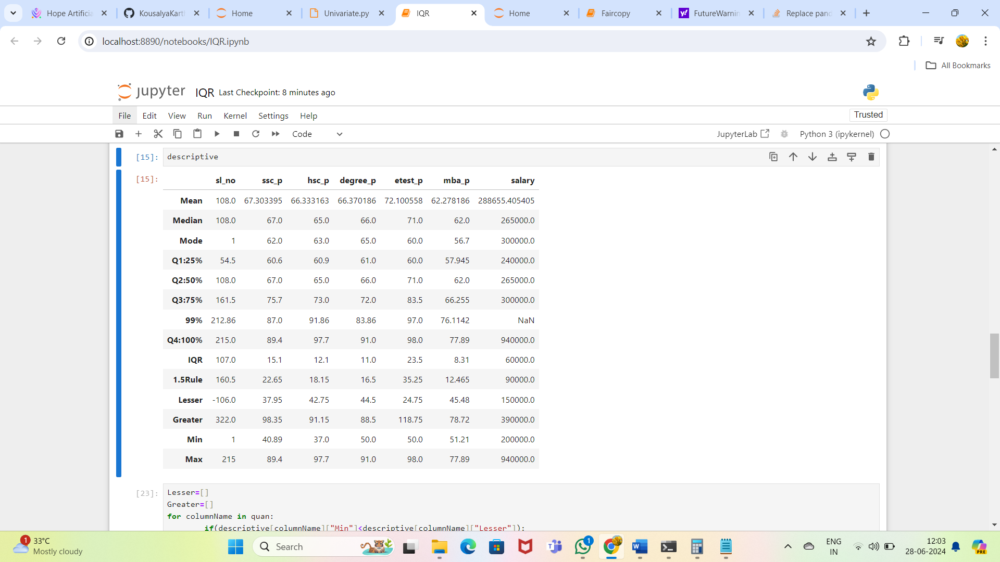 Hope Artificia
KousalyaKart
Home
Univariate.py
IQR
Home
Faircopy
FutureWarnin
Replace pand
localhost:8890/notebooks/IQR.ipynb
All Bookmarks
jupyter IQR Last Checkpoint: 8 minutes ago
File Edit View Run Kernel Settings Help
Trusted
Code
JupyterLab
Python 3 (ipykernel)
[15]: descriptive
[15]:
sl_no ssc_p hsc_p degree_p etest_p mba_p salary
Mean 108.0 67.303395 66.333163 66.370186 72.100558 62.278186 288655.405405
Median 108.0 67.0 65.0 66.0 71.0 62.0 265000.0
Mode 1 62.0 63.0 65.0 60.0 56.7 300000.0
Q1:25% 54.5 60.6 60.9 61.0 60.0 57.945 240000.0
Q2:50% 108.0 67.0 65.0 66.0 71.0 62.0 265000.0
Q3:75% 161.5 75.7 73.0 72.0 83.5 66.255 300000.0
99% 212.86 87.0 91.86 83.86 97.0 76.1142 NaN
Q4:100% 215.0 89.4 97.7 91.0 98.0 77.89 940000.0
IQR 107.0 15.1 12.1 11.0 23.5 8.31 60000.0
1.5Rule 160.5 22.65 18.15 16.5 35.25 12.465 90000.0
Lesser -106.0 37.95 42.75 44.5 24.75 45.48 150000.0
Greater 322.0 98.35 91.15 88.5 118.75 78.72 390000.0
Min 1 40.89 37.0 50.0 50.0 51.21 200000.0
Max 215 89.4 97.7 91.0 98.0 77.89 940000.0
[23]: Lesser=[]
Greater=[]
for columnName in quan:
if(descriptive[columnName]["Min"]<descriptive[columnName]["Lesser"]):
1
33°C
Mostly cloudy
Search
1
ENG
IN
12:03
28-06-2024
PRE